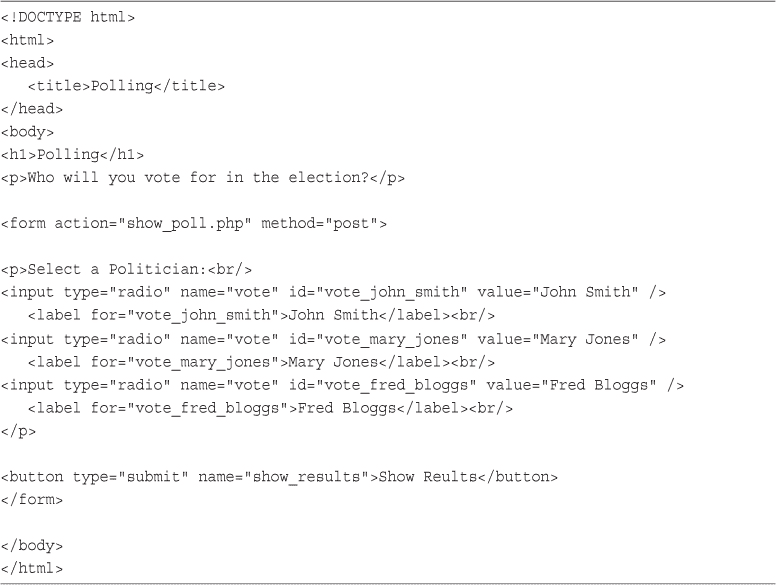 <!DOCTYPE html>
<html>
<head>
<title>Polling</title>
</head>
<body>
<h1>Polling</h1>
<p>Who will you vote for in the election?</p>
<form action="show_poll.php" method="post">
<p>Select a Politician:<br/>
<input type="radio" name="vote" id="vote_john_smith" value="John Smith" />
<label for="vote_john_smith">John Smith</label><br/>
<input type="radio" name="vote" id="vote_mary_jones" value="Mary Jones" />
<label for="vote_mary_jones">Mary Jones</label><br/>
<input type="radio" name="vote" id="vote_fred_bloggs" value="Fred Bloggs" />
<label for="vote_fred_bloggs">Fred Bloggs</label><br/>
</p>
<button type="submit" name="show_results">Show Reults</button>
</form>
</body>
</html>